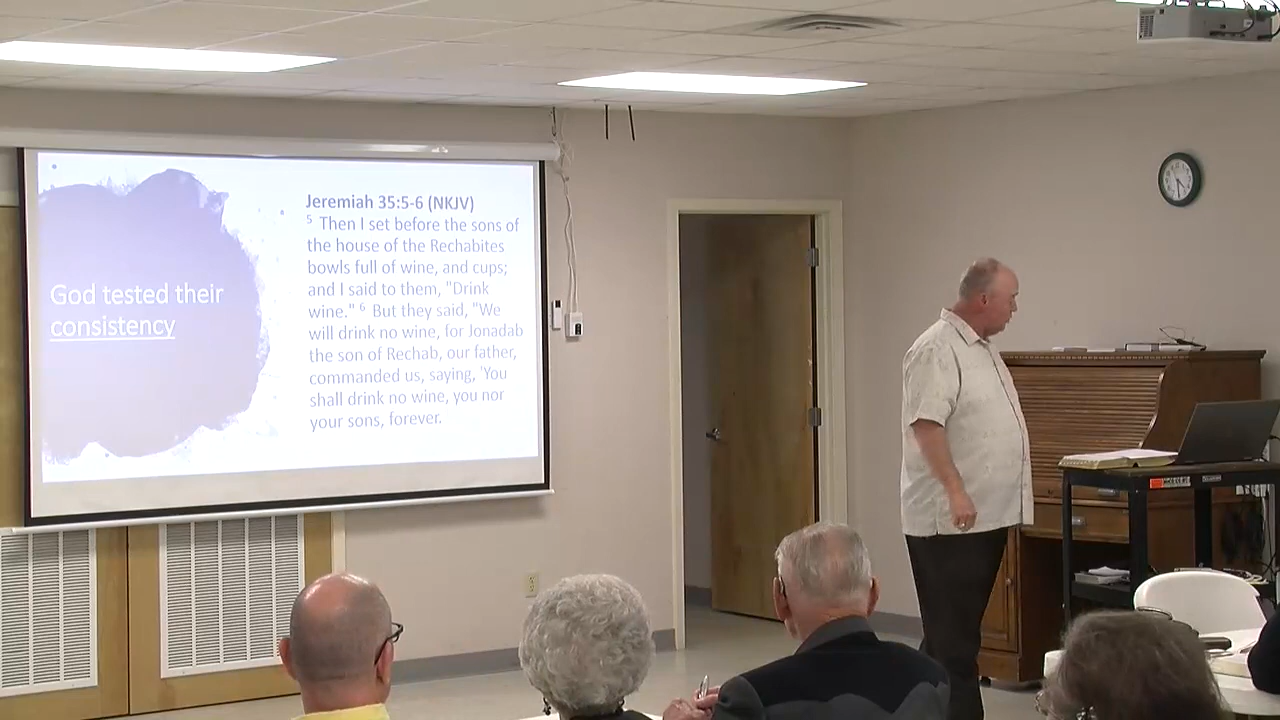 God tested their
consistency
Jeremiah 35:5-6 (NKJV)
5 Then I set before the sons of
the house of the Rechabites
bowls full of wine, and cups;
and I said to them, "Drink
wine." 6 But they said, "We
will drink no wine, for Jonadab
the son of Rechab, our father,
commanded us, saying, 'You
shall drink no wine, you nor
your sons, forever.